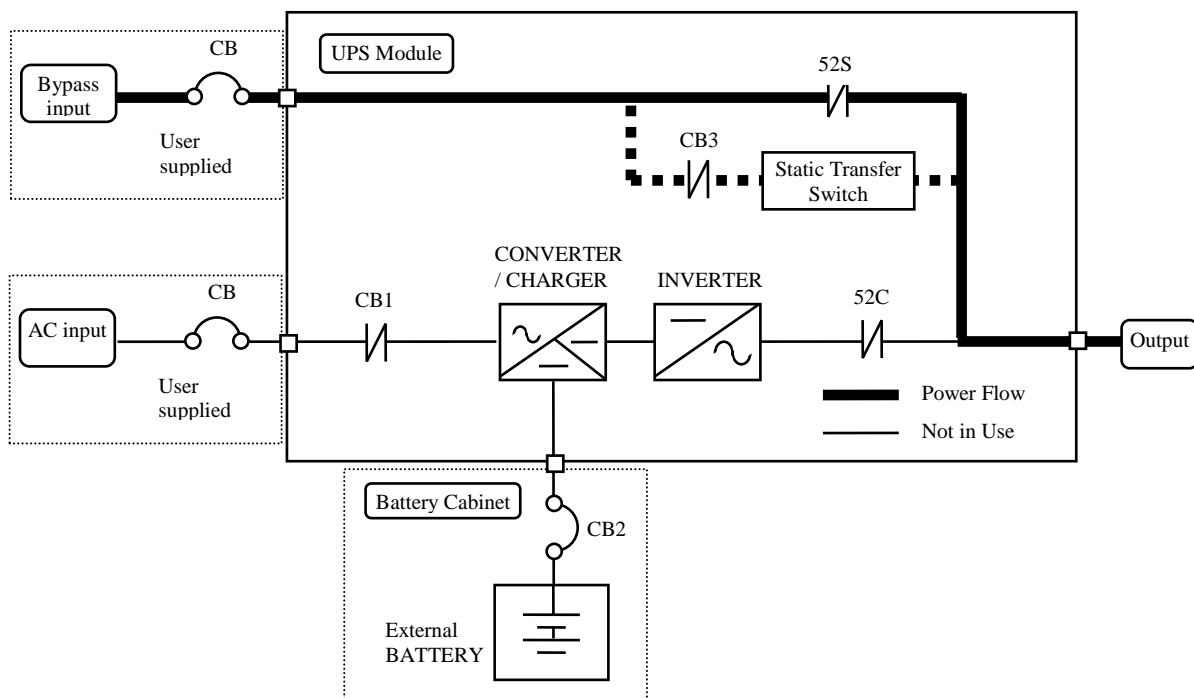 CB
UPS Module
Bypass
input
52S
User
supplied
CB3
Static Transfer
Switch
CONVERTER
/ CHARGER
INVERTER
CB
CB1
52C
AC input
Output
User
supplied
Power Flow
Not in Use
Battery Cabinet
CB2
External
BATTERY